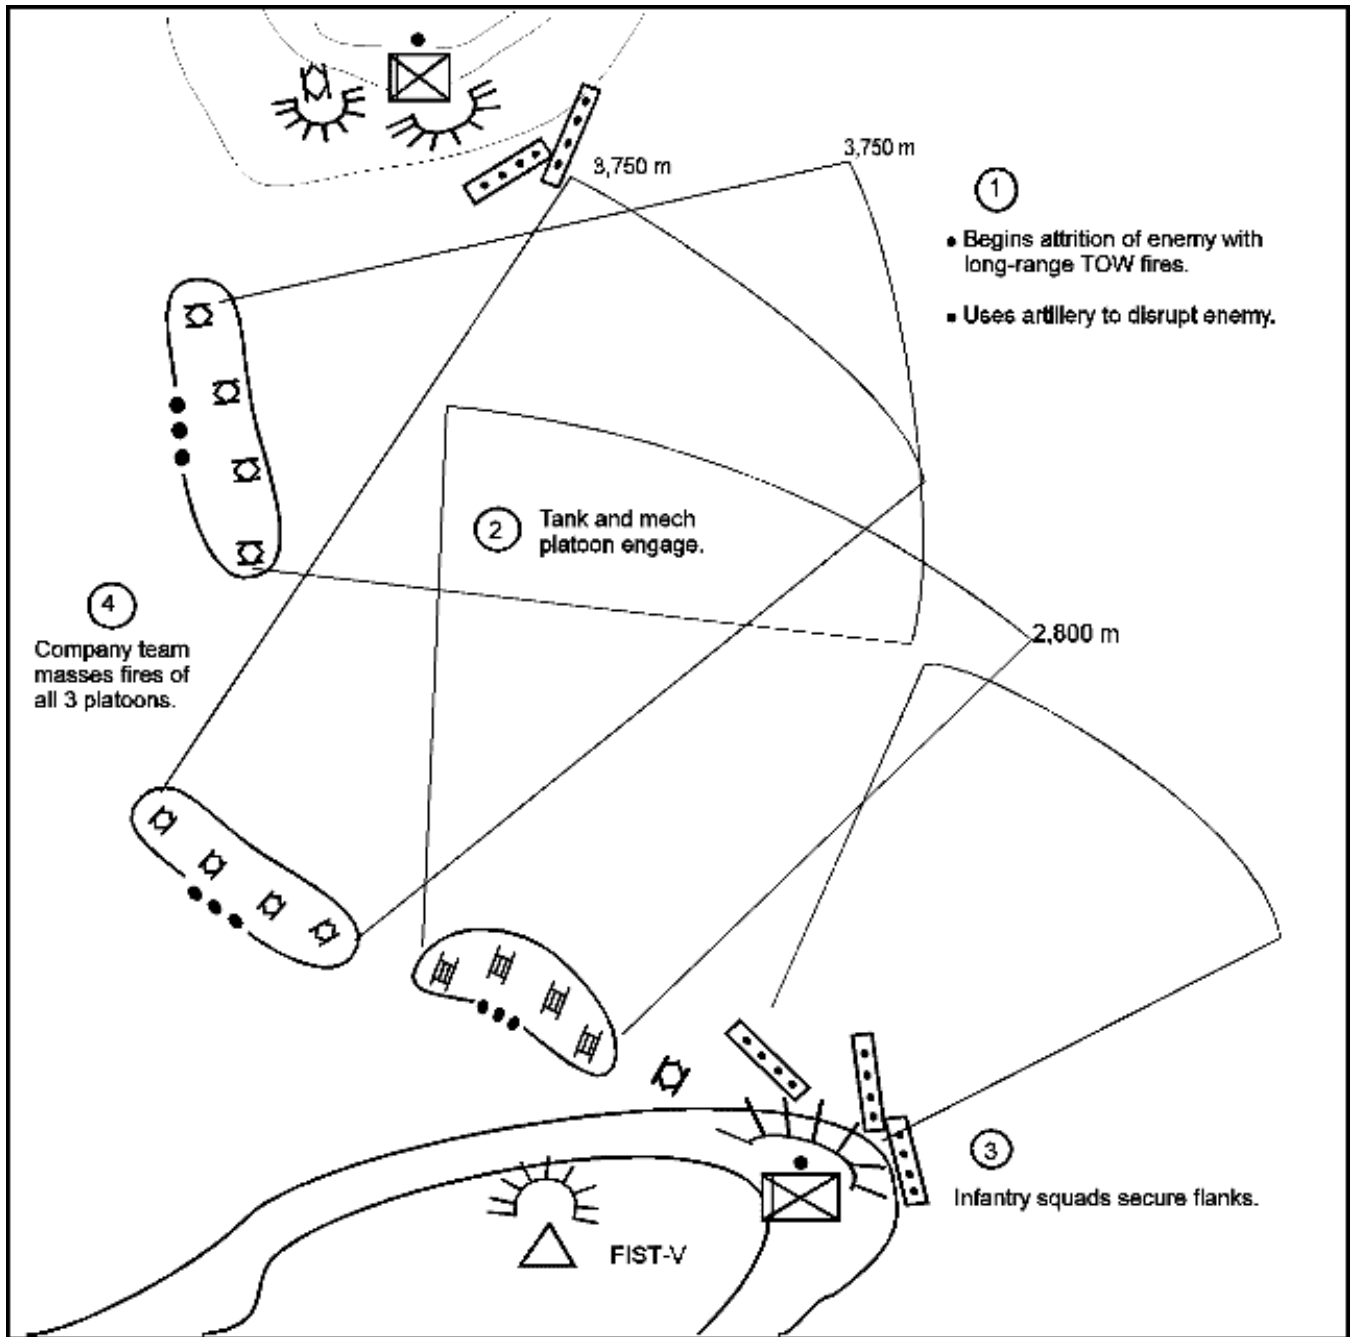 3,750 m
3,750 m
1
• Begins attrition of enemy with
long-range TOW fires.
• Uses artillery to disrupt enemy.
2
Tank and mech
platoon engage.
4
Company team
masses fires of
all 3 platoons.
2,800 m
3
Infantry squads secure flanks.
FIST-V